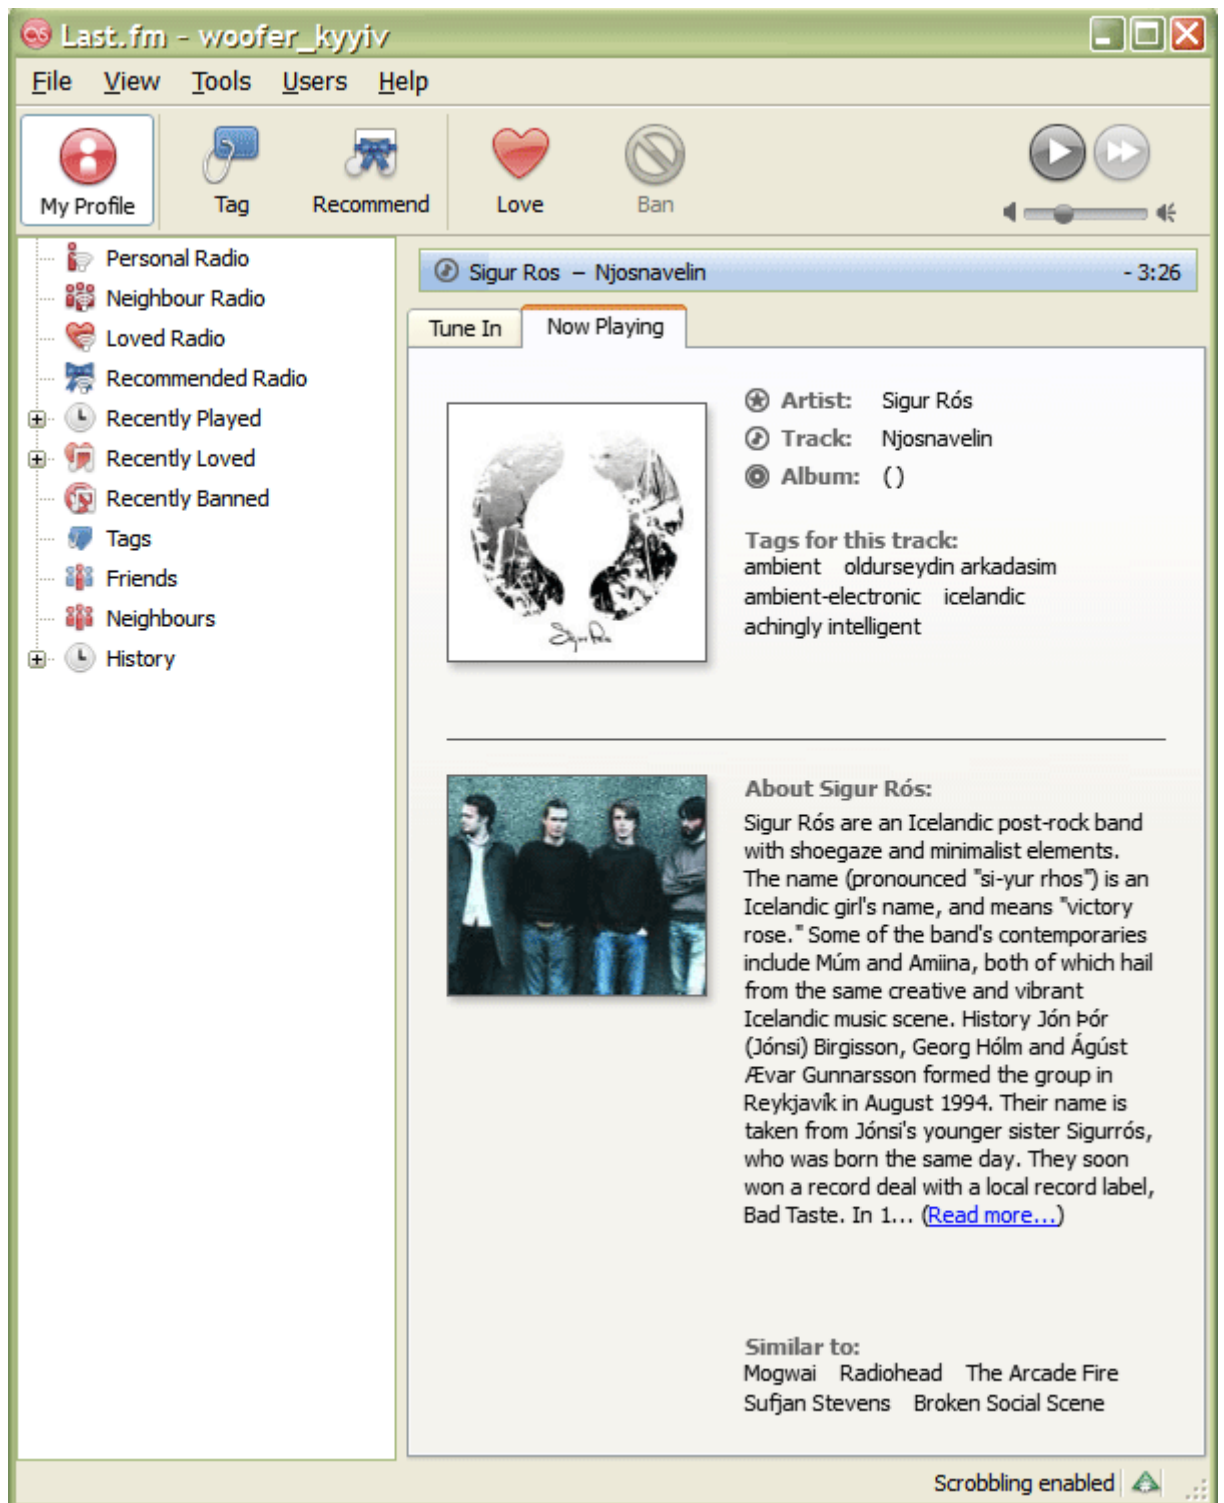 Last.fm - woofer_kyyiv
File View Tools Users Help
My Profile Tag Recommend Love Ban
Personal Radio
Neighbour Radio
Loved Radio
Recommended Radio
Recently Played
Recently Loved
Recently Banned
Tags
Friends
Neighbours
History
Sigur Ros – Njosnavelin - 3:26
Tune In Now Playing
Artist: Sigur Rós
Track: Njosnavelin
Album: ( )
Tags for this track:
ambient oldurseydin arkadasim
ambient-electronic icelandic
achingly intelligent
Sigur Rós
About Sigur Rós:
Sigur Rós are an Icelandic post-rock band
with shoegaze and minimalist elements.
The name (pronounced "si-yur rhos") is an
Icelandic girl's name, and means "victory
rose." Some of the band's contemporaries
include Múm and Amiina, both of which hail
from the same creative and vibrant
Icelandic music scene. History Jón Þór
(Jónsi) Birgisson, Georg Hólm and Ágúst
Ævar Gunnarsson formed the group in
Reykjavík in August 1994. Their name is
taken from Jónsi's younger sister Sigurrós,
who was born the same day. They soon
won a record deal with a local record label,
Bad Taste. In 1... (Read more...)
Similar to:
Mogwai Radiohead The Arcade Fire
Sufjan Stevens Broken Social Scene
Scrobbling enabled